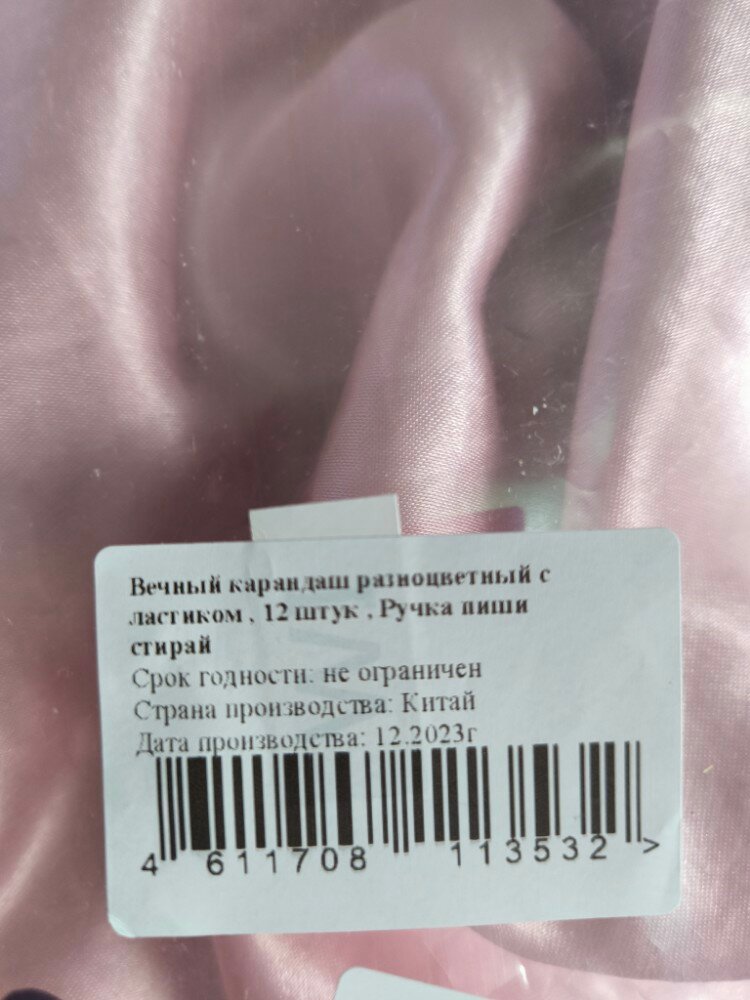 Вечный карандаш разноцветный с
ластиком , 12 штук , Ручка пиши
стирай
Срок годности: не ограничен
Страна производства: Китай
Дата производства: 12.2023г
4 611708 113532 >